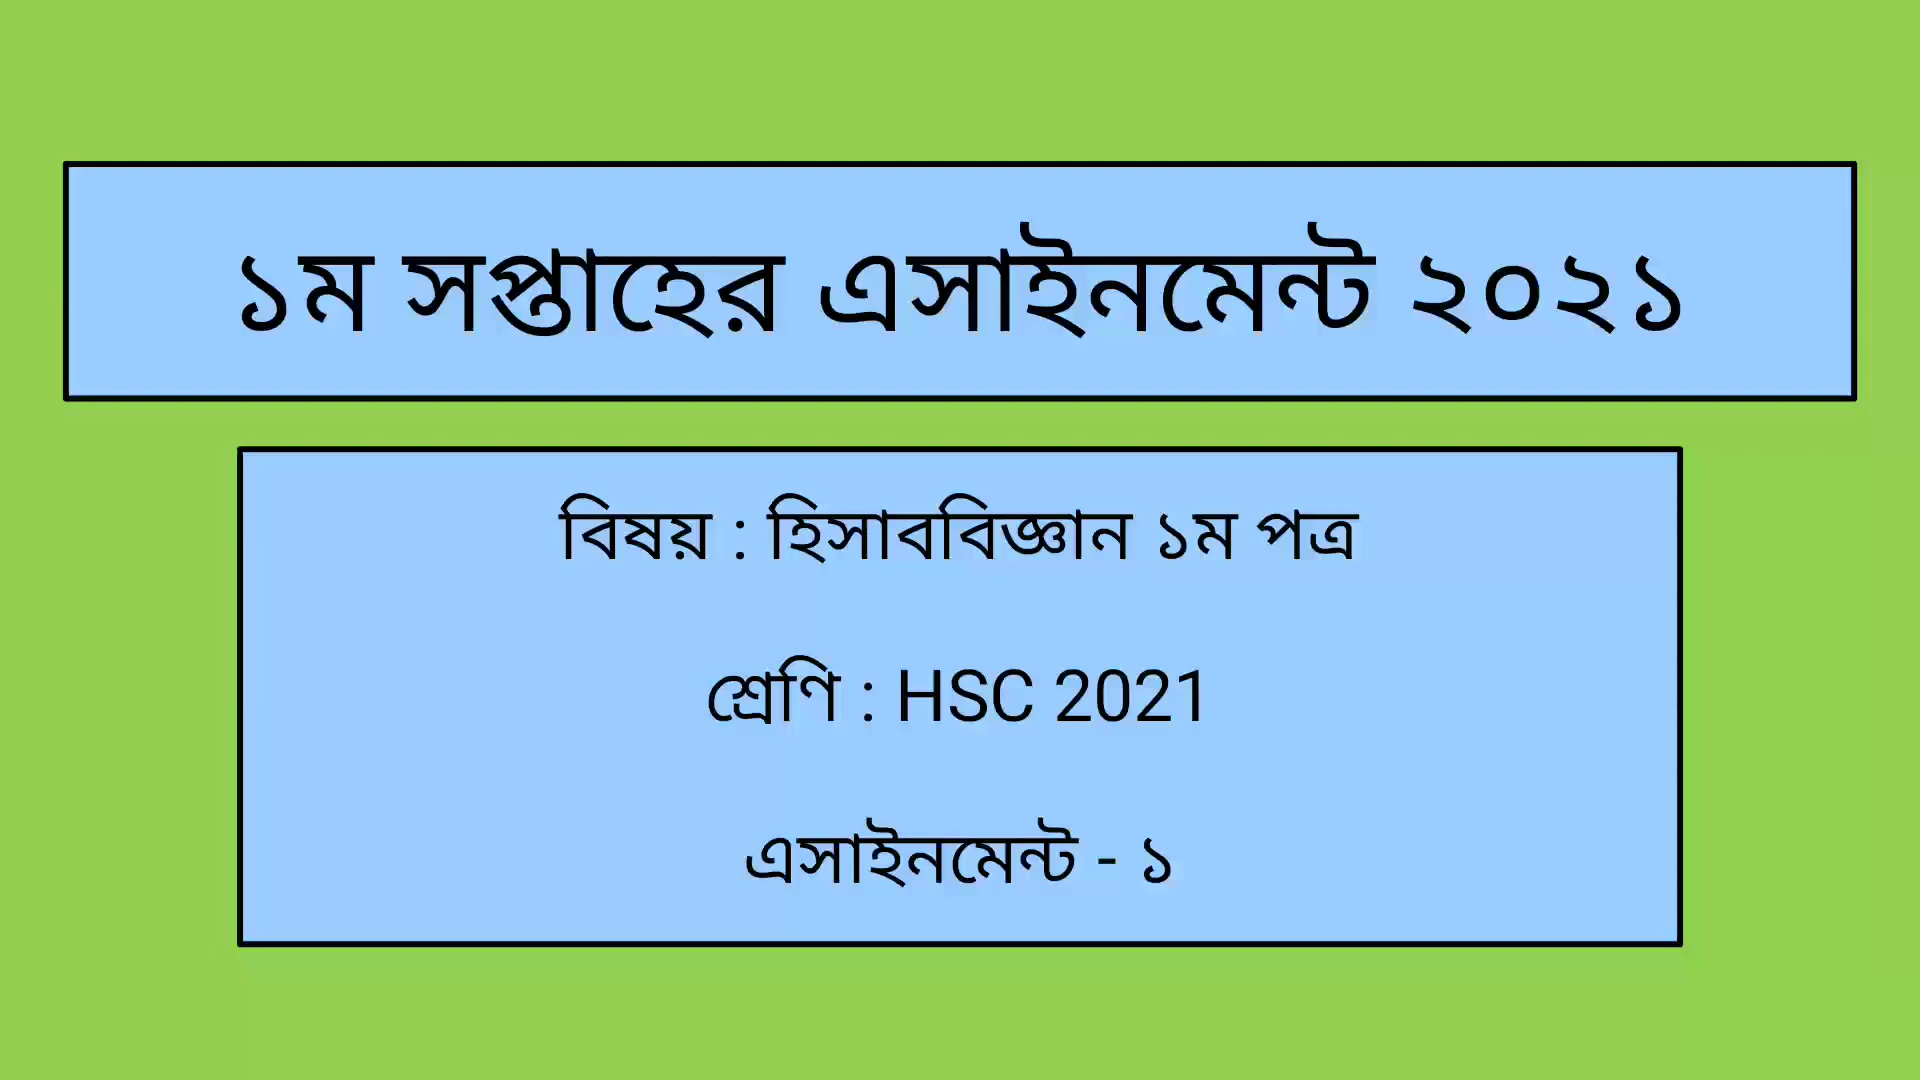 ১ম সপ্তাহের এসাইনমেন্ট ২০২১
বিষয় : হিসাববিজ্ঞান ১ম পত্র
শ্রেণি : HSC 2021
এসাইনমেন্ট - ১